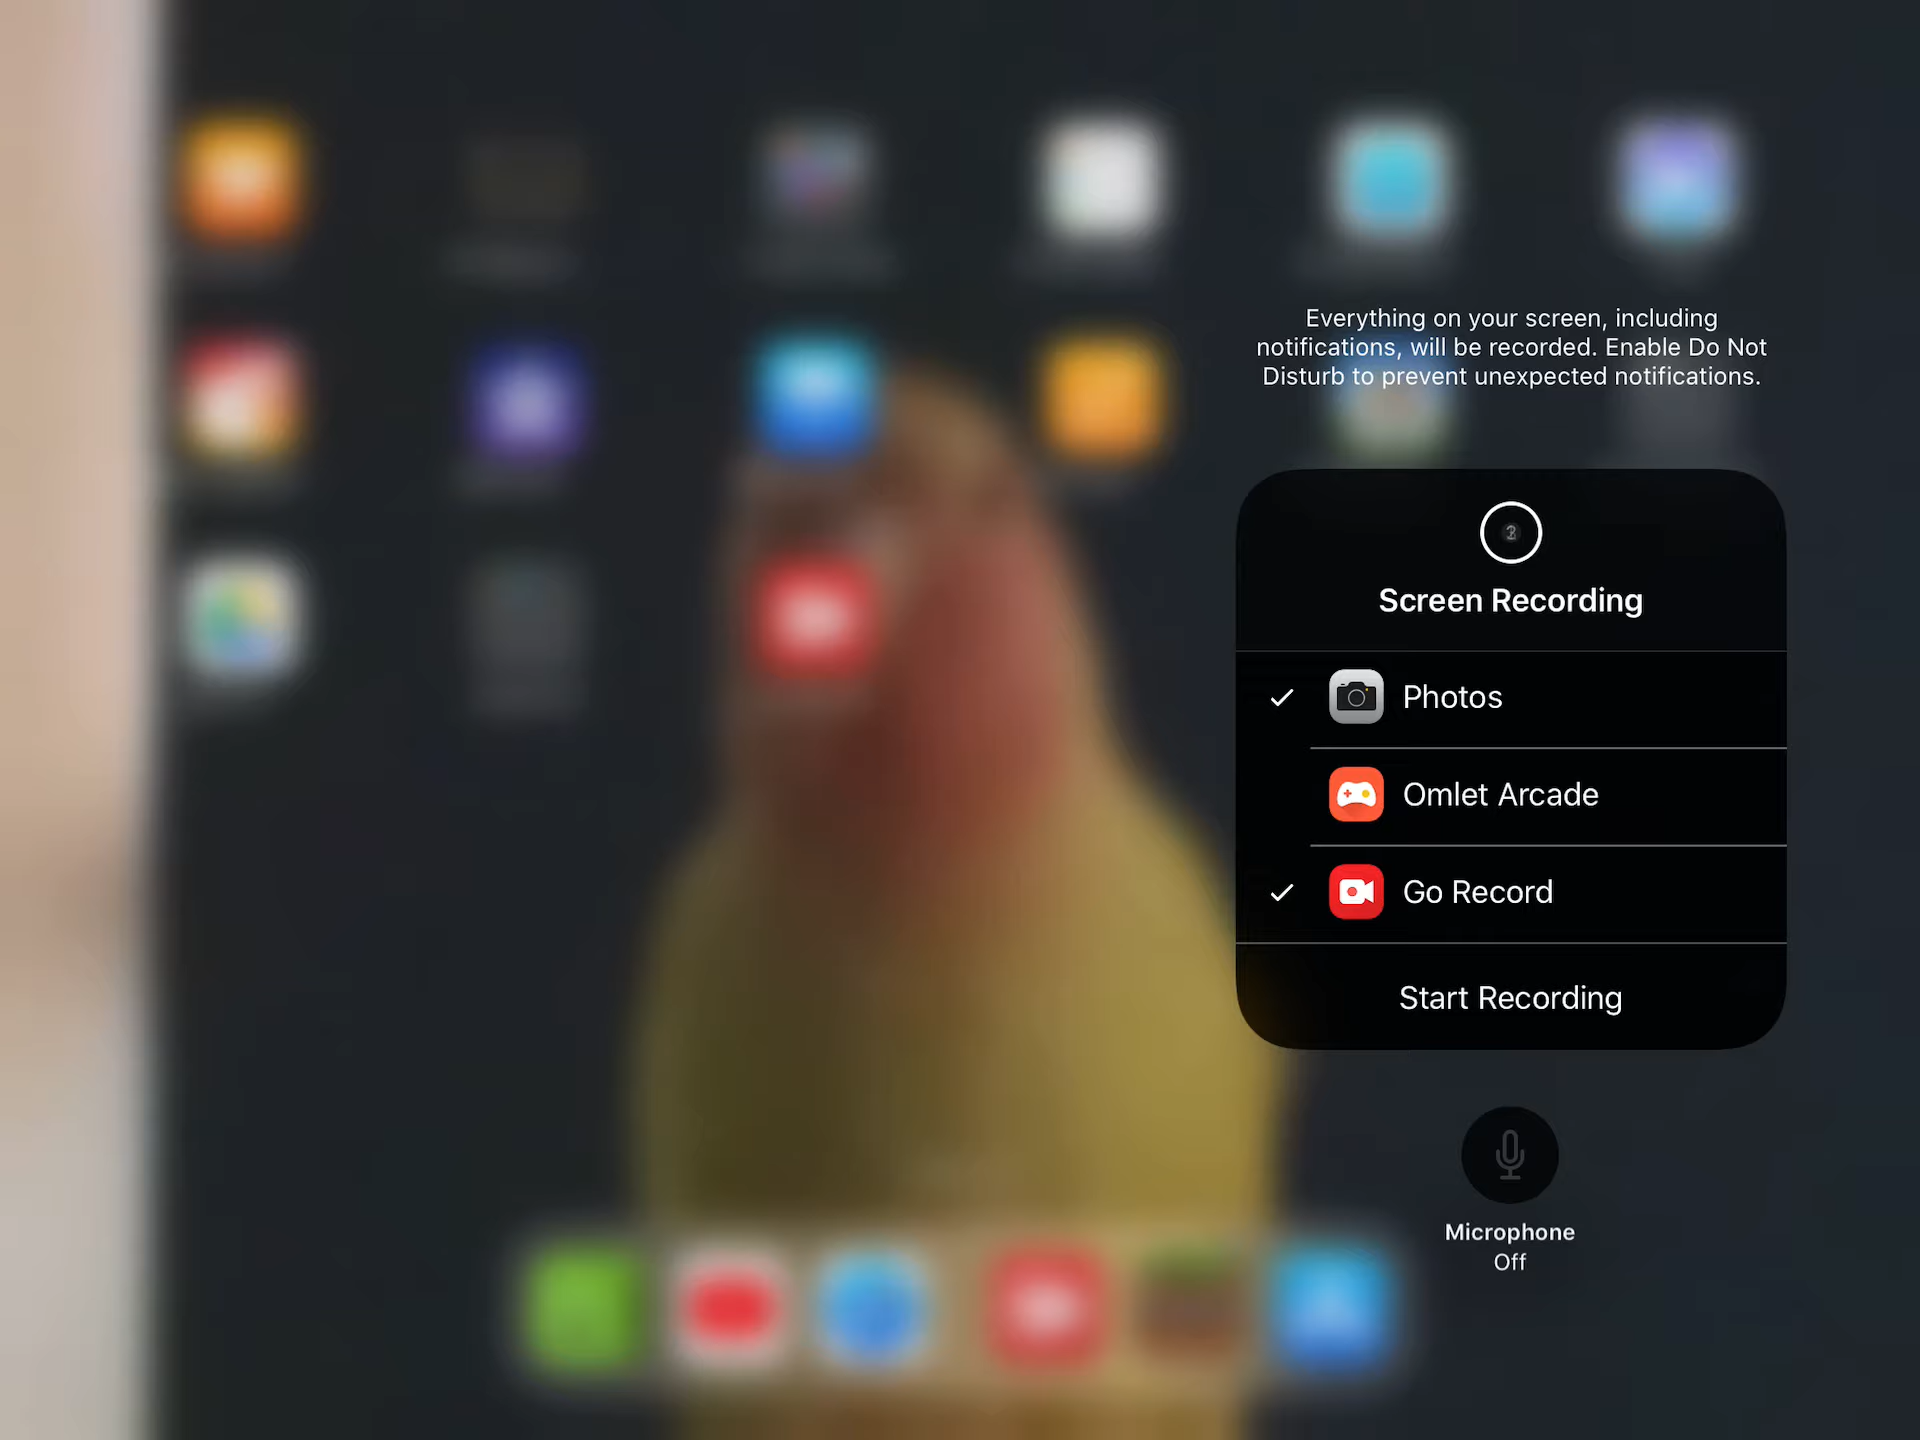 Everything on your screen, including
notifications, will be recorded. Enable Do Not
Disturb to prevent unexpected notifications.
Screen Recording
Photos
Omlet Arcade
Go Record
Start Recording
Microphone
Off